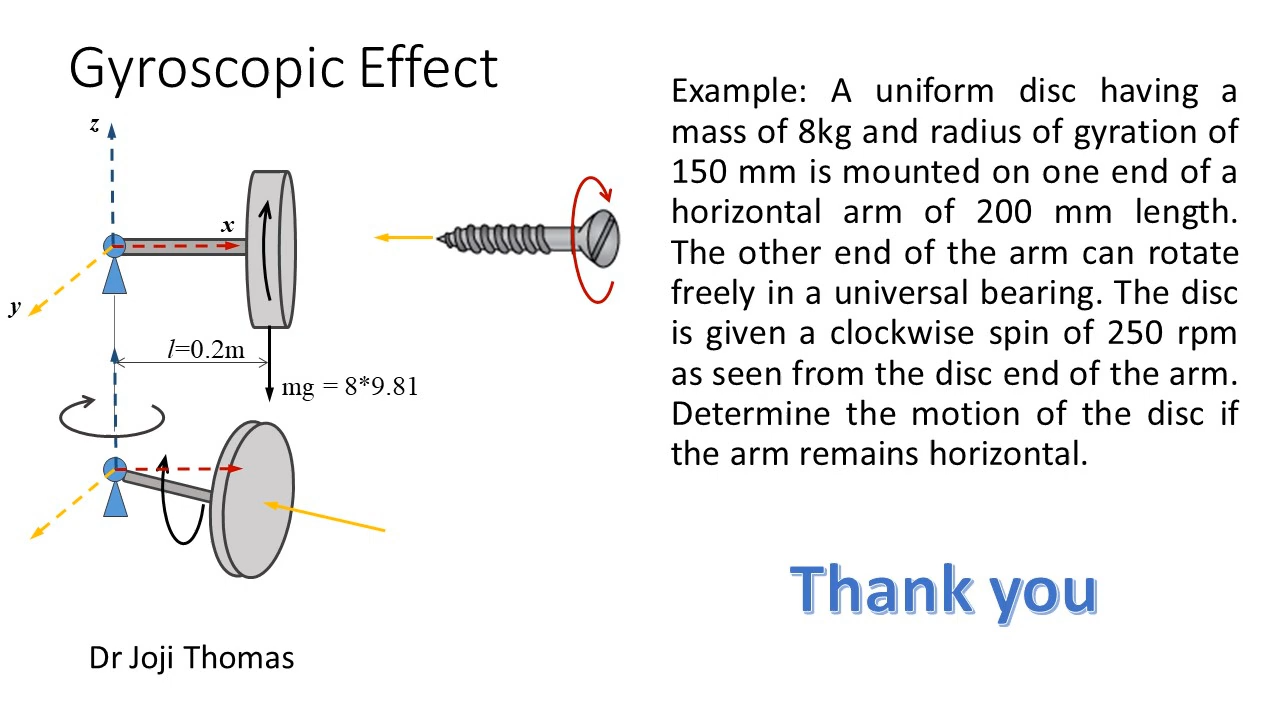 Gyroscopic Effect
z
x
y
l=0.2m
mg = 8*9.81
Example: A uniform disc having a
mass of 8kg and radius of gyration of
150 mm is mounted on one end of a
horizontal arm of 200 mm length.
The other end of the arm can rotate
freely in a universal bearing. The disc
is given a clockwise spin of 250 rpm
as seen from the disc end of the arm.
Determine the motion of the disc if
the arm remains horizontal.
Thank you
Dr Joji Thomas